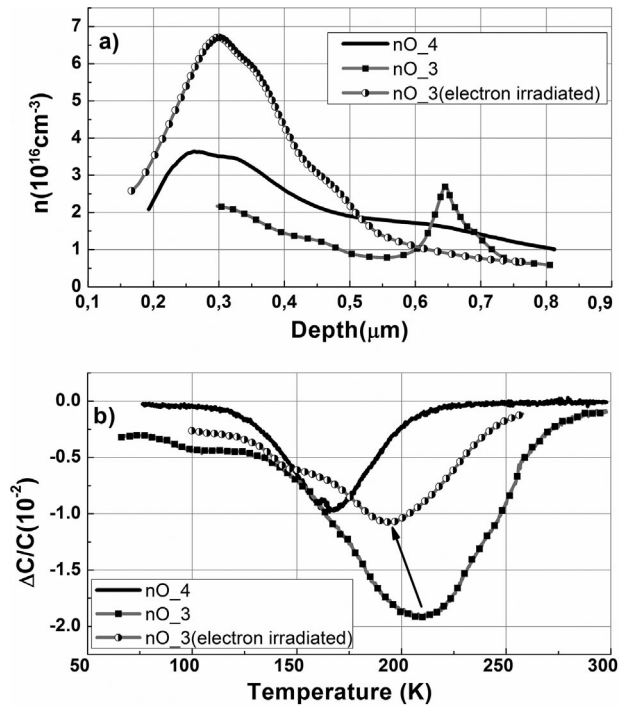 a)
n(10¹⁶cm⁻³)
7
6
5
4
3
2
1
0
nO_4
nO_3
nO_3(electron irradiated)
0,1 0,2 0,3 0,4 0,5 0,6 0,7 0,8 0,9
Depth(μm)
b)
ΔC/C(10⁻²)
0.0
-0.5
-1.0
-1.5
-2.0
nO_4
nO_3
nO_3(electron irradiated)
50 100 150 200 250 300
Temperature (K)